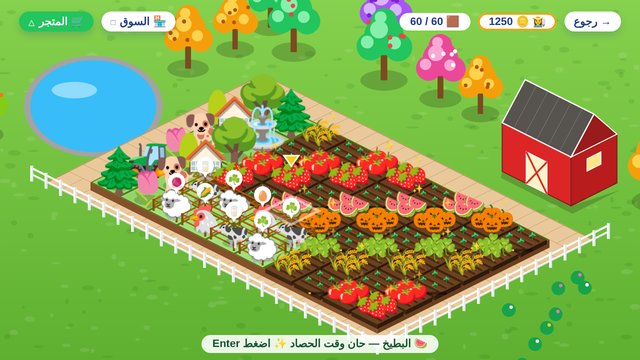 → رجوع
1250
60 / 60
السوق
المتجر
البطيخ — حان وقت الحصاد ✨ اضغط Enter